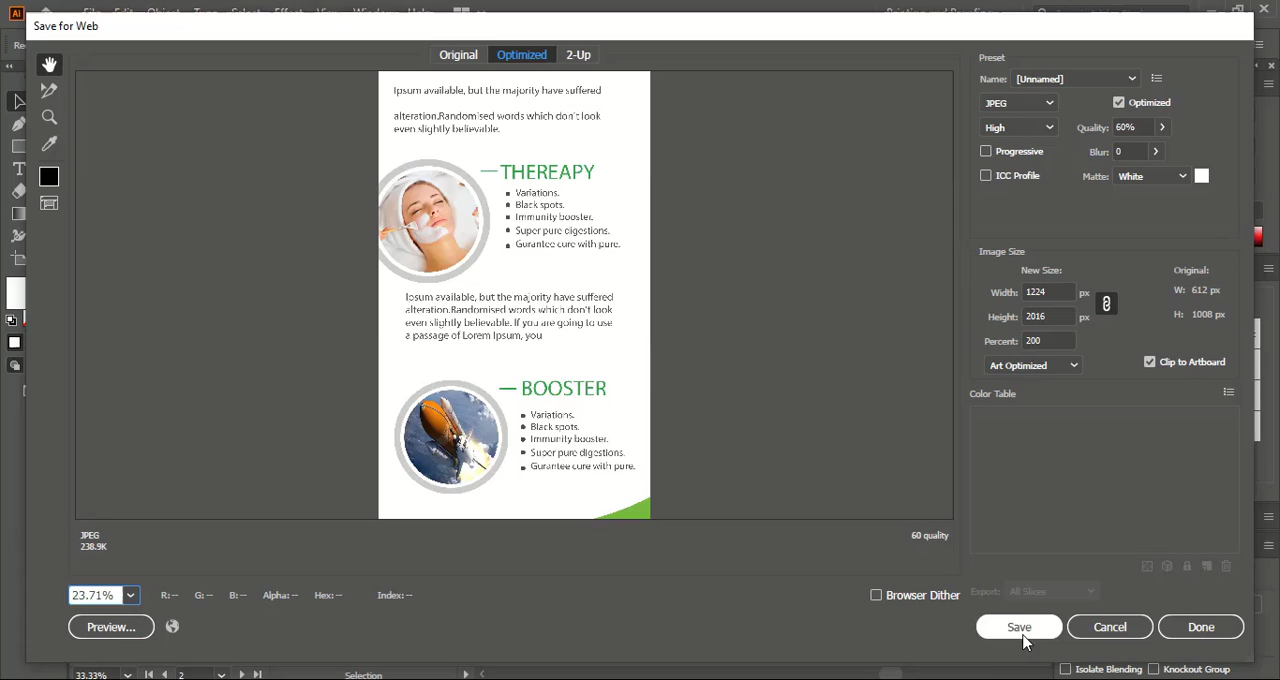 Save for Web
Original Optimized 2-Up
Ipsum available, but the majority have suffered
alteration.Randomised words which don't look
even slightly believable.
THEREAPY
Variations.
Black spots.
Immunity booster.
Super pure digestions.
Gurantee cure with pure.
Ipsum available, but the majority have suffered
alteration.Randomised words which don't look
even slightly believable. If you are going to use
a passage of Lorem Ipsum, you
BOOSTER
Variations.
Black spots.
Immunity booster.
Super pure digestions.
Gurantee cure with pure.
JPEG
238.9K
60 quality
23.71%
R: -- G: -- B: -- Alpha: -- Hex: -- Index: --
Browser Dither
Preview...
Preset
Name: [Unnamed]
JPEG
Optimized
High
Quality: 60%
Progressive
Blur: 0
ICC Profile
Matte: White
Image Size
New Size:
Original:
Width: 1224 px
W: 612 px
Height: 2016 px
H: 1008 px
Percent: 200
Art Optimized
Clip to Artboard
Color Table
Export: All Slices
Save Cancel Done
33.33%
2
Selection
Isolate Blending
Knockout Group